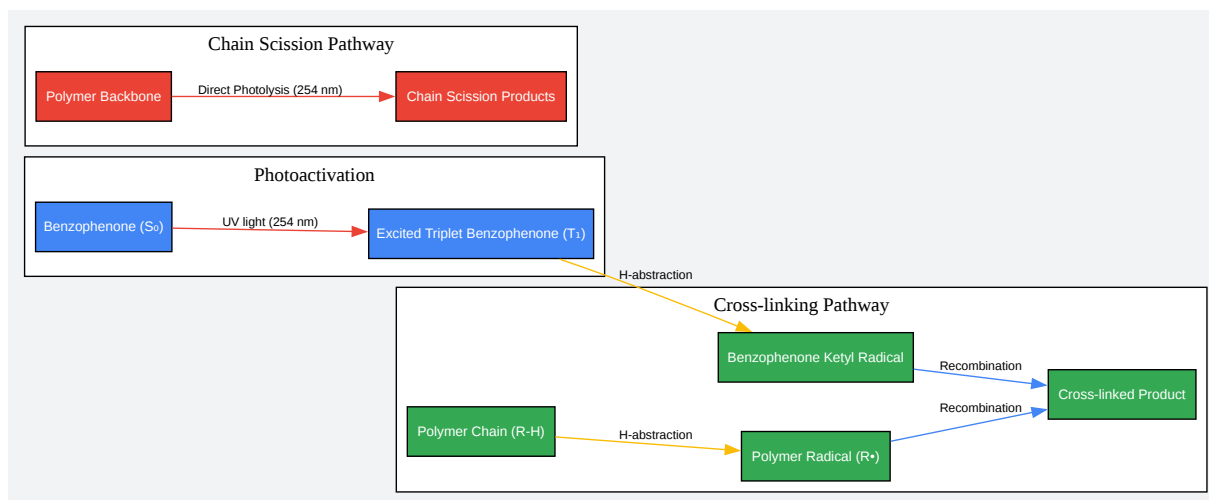 Chain Scission Pathway
Polymer Backbone
Direct Photolysis (254 nm)
Chain Scission Products
Photoactivation
Benzophenone (S₀)
UV light (254 nm)
Excited Triplet Benzophenone (T₁)
H-abstraction
Cross-linking Pathway
Benzophenone Ketyl Radical
Recombination
Cross-linked Product
Recombination
Polymer Chain (R-H)
H-abstraction
Polymer Radical (R•)